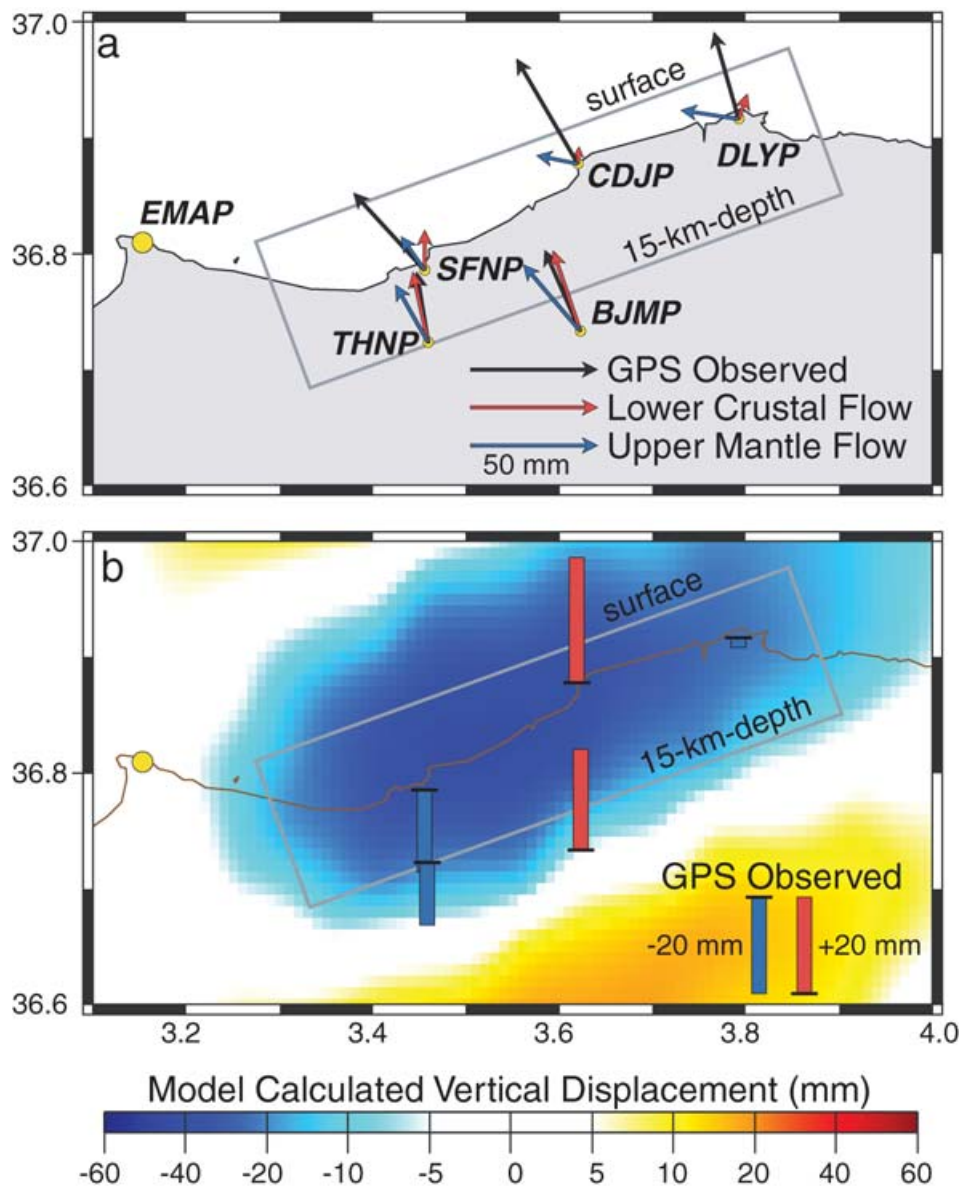 37.0
a
surface
DLYP
CDJP
EMAP
36.8
15-km-depth
SFNP
BJMP
THNP
GPS Observed
Lower Crustal Flow
Upper Mantle Flow
50 mm
36.6
37.0
b
surface
15-km-depth
36.8
GPS Observed
-20 mm
+20 mm
36.6
3.2 3.4 3.6 3.8 4.0
Model Calculated Vertical Displacement (mm)
-60 -40 -20 -10 -5 0 5 10 20 40 60